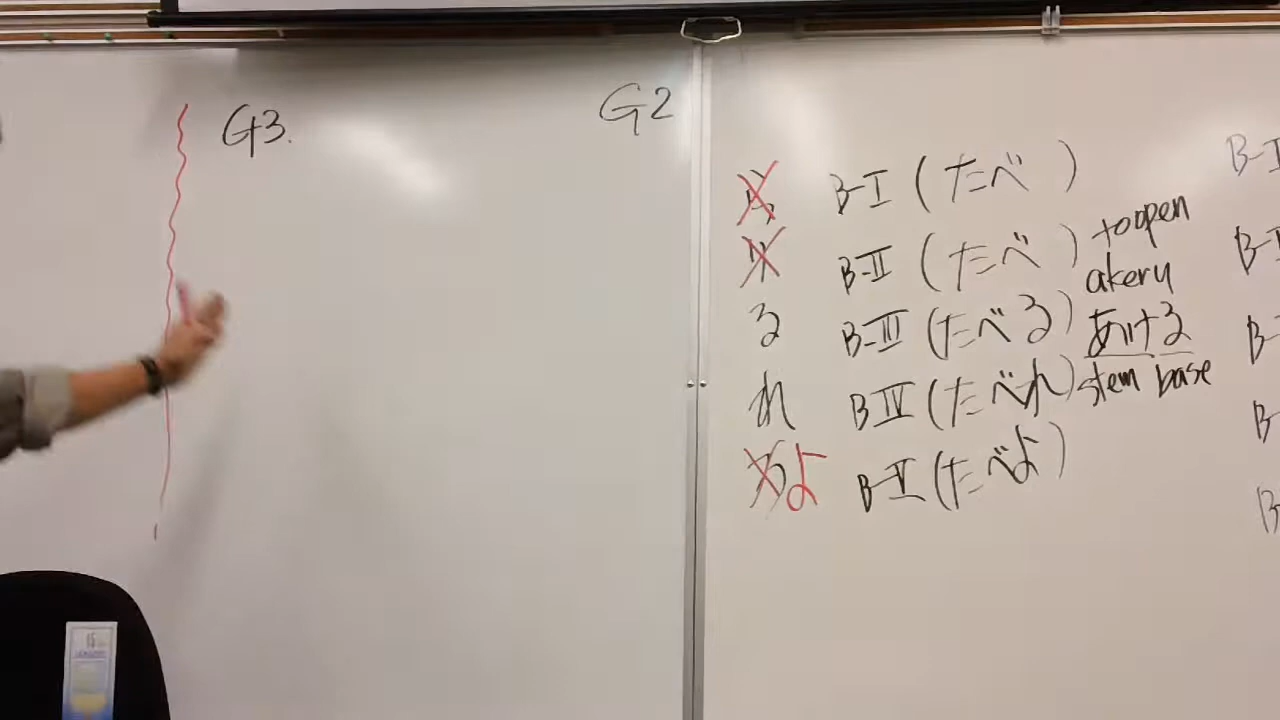 G3.
G2
B-I (たべ )
B-II (たべ ) to open
akeru
る B-III (たべる) あける
れ B-IV (たべれ) stem base
よ B-V (たべよ)
B-I
B-I
B-
B-
B